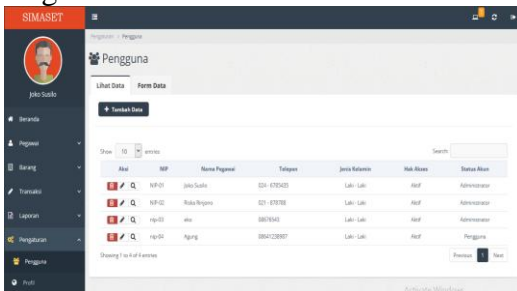 SIMASET
Joko Susilo
Beranda
Pegawai
Barang
Transaksi
Laporan
Pengaturan
Pengguna
Profil
Pengaturan > Pengguna
Pengguna
Lihat Data Form Data
+ Tambah Data
Show 10 entries Search:
Aksi NIP Nama Pegawai Telepon Jenis Kelamin Hak Akses Status Akun
NIP-01 Joko Susilo Laki - Laki Aktif Administrator
NIP-02 Laki - Laki Aktif Administrator
nip-03 eko Laki - Laki Aktif Administrator
nip-04 Agung Laki - Laki Aktif Pengguna
Showing 1 to 4 of 4 entries Previous 1 Next
Activate Windows